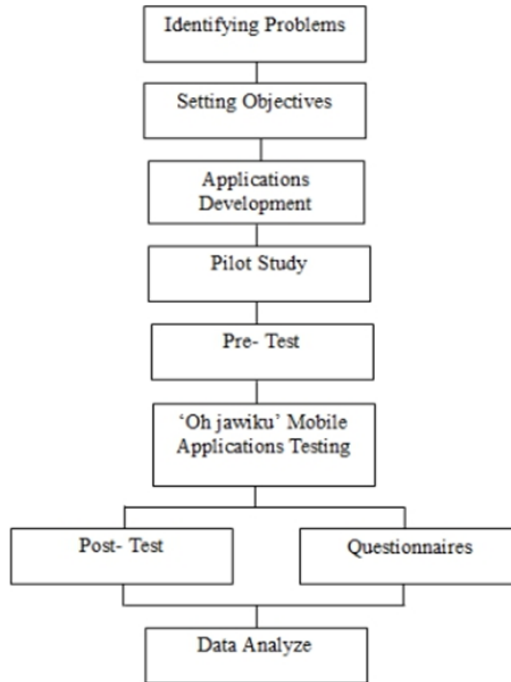 Identifying Problems
Setting Objectives
Applications
Development
Pilot Study
Pre- Test
‘Oh jawiku’ Mobile
Applications Testing
Post- Test
Questionnaires
Data Analyze